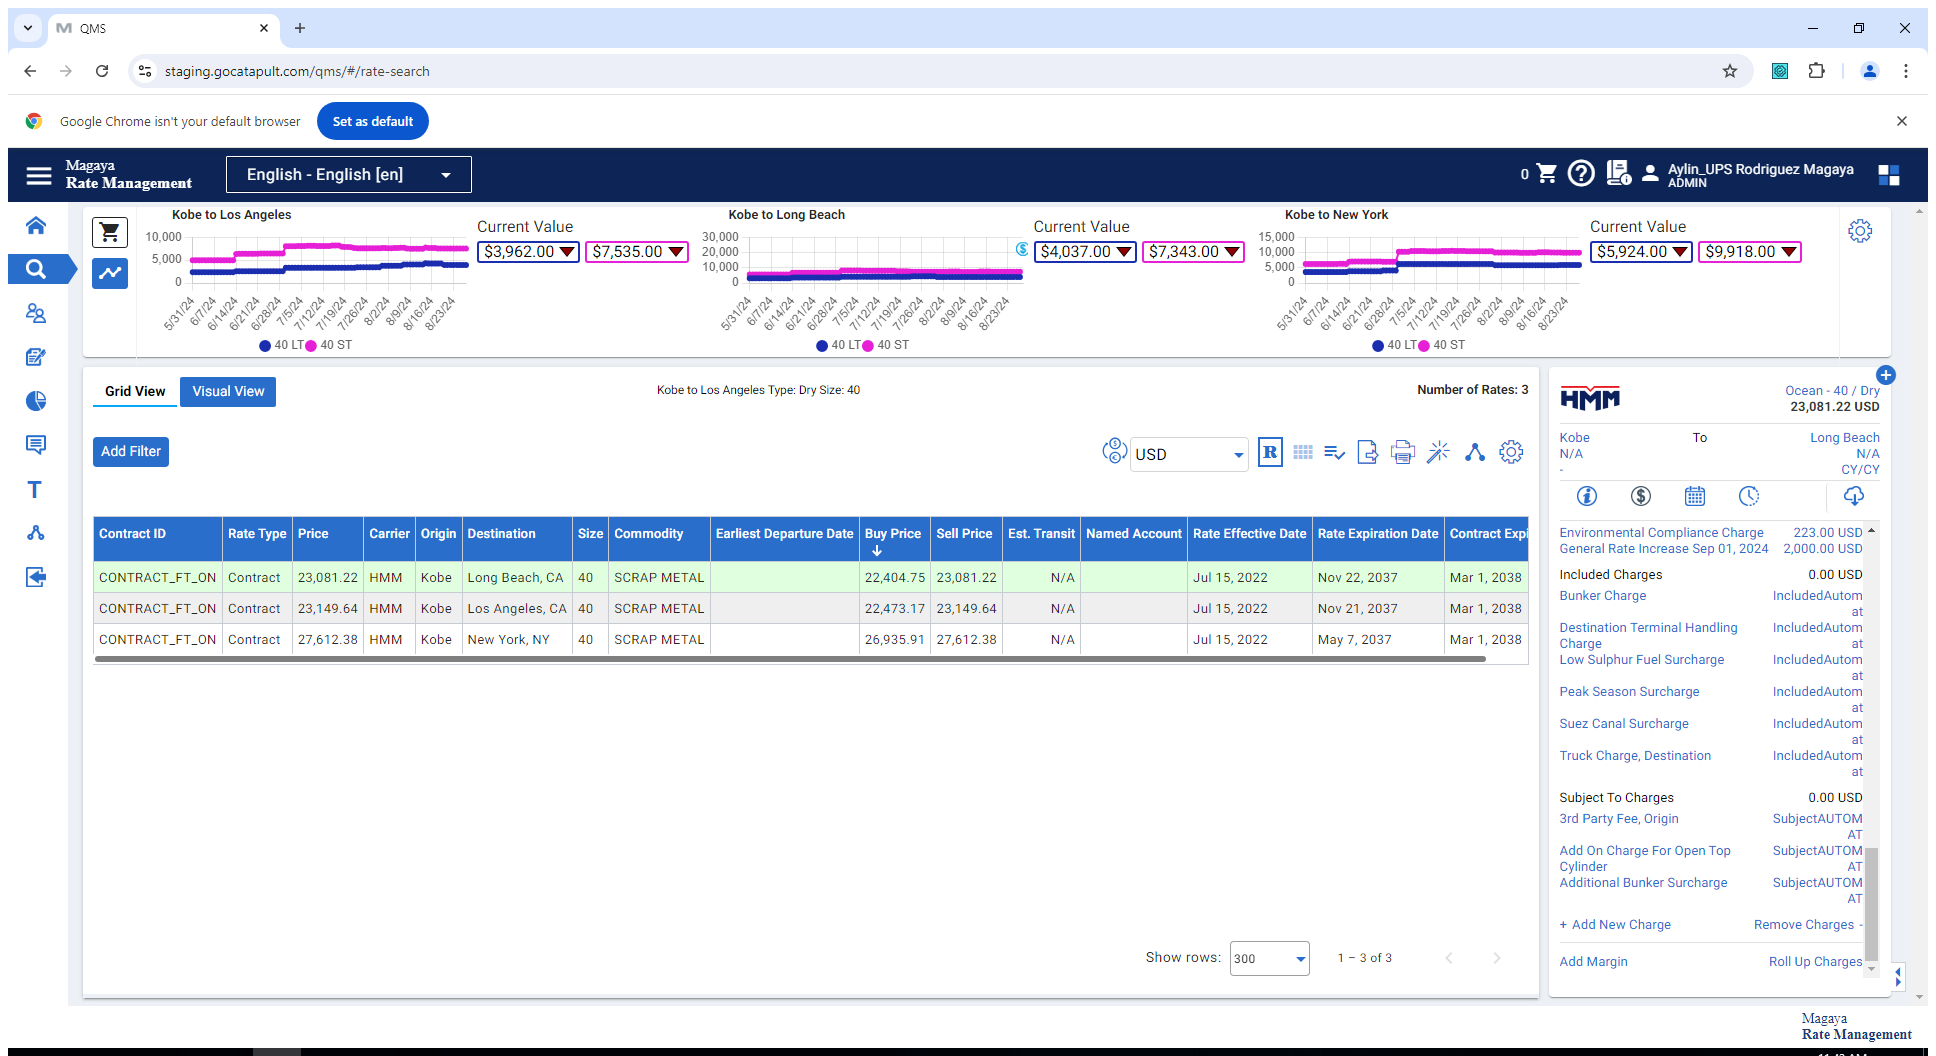 QMS
staging.gocatapult.com/qms/#/rate-search
Google Chrome isn't your default browser
Set as default
Magaya
Rate Management
English - English [en]
0
Aylin_UPS Rodriguez Magaya
ADMIN
Kobe to Los Angeles
10,000
5,000
0
5/31/24 6/7/24 6/14/24 6/21/24 6/28/24 7/5/24 7/12/24 7/19/24 7/26/24 8/2/24 8/9/24 8/16/24 8/23/24
40 LT 40 ST
Current Value
$3,962.00 $7,535.00
Kobe to Long Beach
30,000
20,000
10,000
0
5/31/24 6/7/24 6/14/24 6/21/24 6/28/24 7/5/24 7/12/24 7/19/24 7/26/24 8/2/24 8/9/24 8/16/24 8/23/24
40 LT 40 ST
Current Value
$4,037.00 $7,343.00
Kobe to New York
15,000
10,000
5,000
0
5/31/24 6/7/24 6/14/24 6/21/24 6/28/24 7/5/24 7/12/24 7/19/24 7/26/24 8/2/24 8/9/24 8/16/24 8/23/24
40 LT 40 ST
Current Value
$5,924.00 $9,918.00
Grid View Visual View
Kobe to Los Angeles Type: Dry Size: 40
Number of Rates: 3
Add Filter
USD
R
Contract ID Rate Type Price Carrier Origin Destination Size Commodity Earliest Departure Date Buy Price Sell Price Est. Transit Named Account Rate Effective Date Rate Expiration Date Contract Expi
CONTRACT_FT_ON Contract 23,081.22 HMM Kobe Long Beach, CA 40 SCRAP METAL 22,404.75 23,081.22 N/A Jul 15, 2022 Nov 22, 2037 Mar 1, 2038
CONTRACT_FT_ON Contract 23,149.64 HMM Kobe Los Angeles, CA 40 SCRAP METAL 22,473.17 23,149.64 N/A Jul 15, 2022 Nov 21, 2037 Mar 1, 2038
CONTRACT_FT_ON Contract 27,612.38 HMM Kobe New York, NY 40 SCRAP METAL 26,935.91 27,612.38 N/A Jul 15, 2022 May 7, 2037 Mar 1, 2038
Show rows: 300 1 – 3 of 3
HMM
Ocean - 40 / Dry
23,081.22 USD
Kobe To Long Beach
N/A N/A
- CY/CY
Environmental Compliance Charge 223.00 USD
General Rate Increase Sep 01, 2024 2,000.00 USD
Included Charges 0.00 USD
Bunker Charge IncludedAutom
at
Destination Terminal Handling IncludedAutom
Charge at
Low Sulphur Fuel Surcharge IncludedAutom
at
Peak Season Surcharge IncludedAutom
at
Suez Canal Surcharge IncludedAutom
at
Truck Charge, Destination IncludedAutom
at
Subject To Charges 0.00 USD
3rd Party Fee, Origin SubjectAUTOM
AT
Add On Charge For Open Top SubjectAUTOM
Cylinder AT
Additional Bunker Surcharge SubjectAUTOM
AT
+ Add New Charge Remove Charges -
Add Margin Roll Up Charges
Magaya
Rate Management